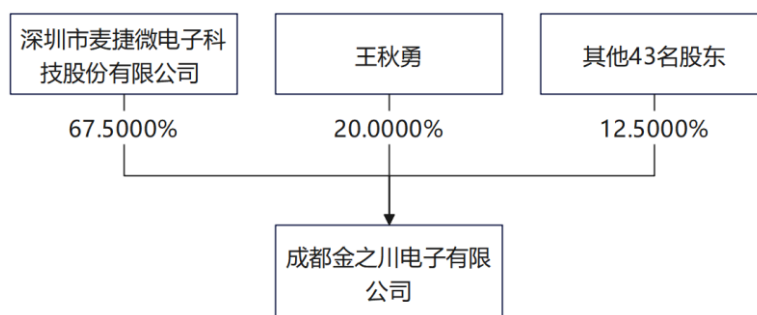 深圳市麦捷微电子科
技股份有限公司
王秋勇
其他43名股东
67.5000%
20.0000%
12.5000%
成都金之川电子有限
公司